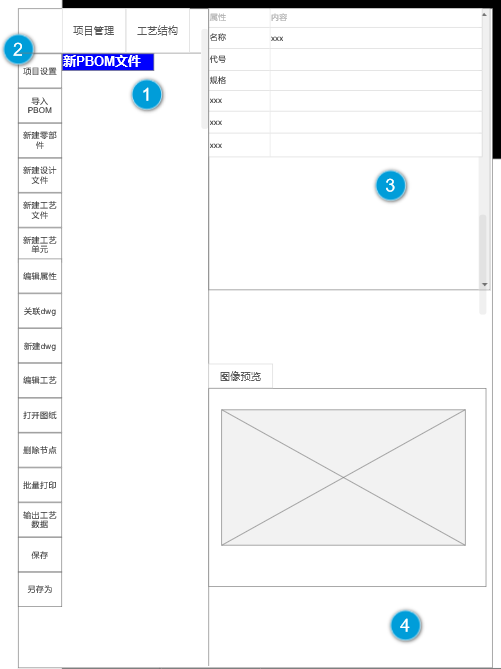 项目管理
工艺结构
新PBOM文件
1
2
项目设置
导入
PBOM
新建零部
件
新建设计
文件
新建工艺
文件
新建工艺
单元
编辑属性
关联dwg
新建dwg
编辑工艺
打开图纸
删除节点
批量打印
输出工艺
数据
保存
另存为
属性 内容
名称 xxx
代号
规格
xxx
xxx
xxx
3
图像预览
4